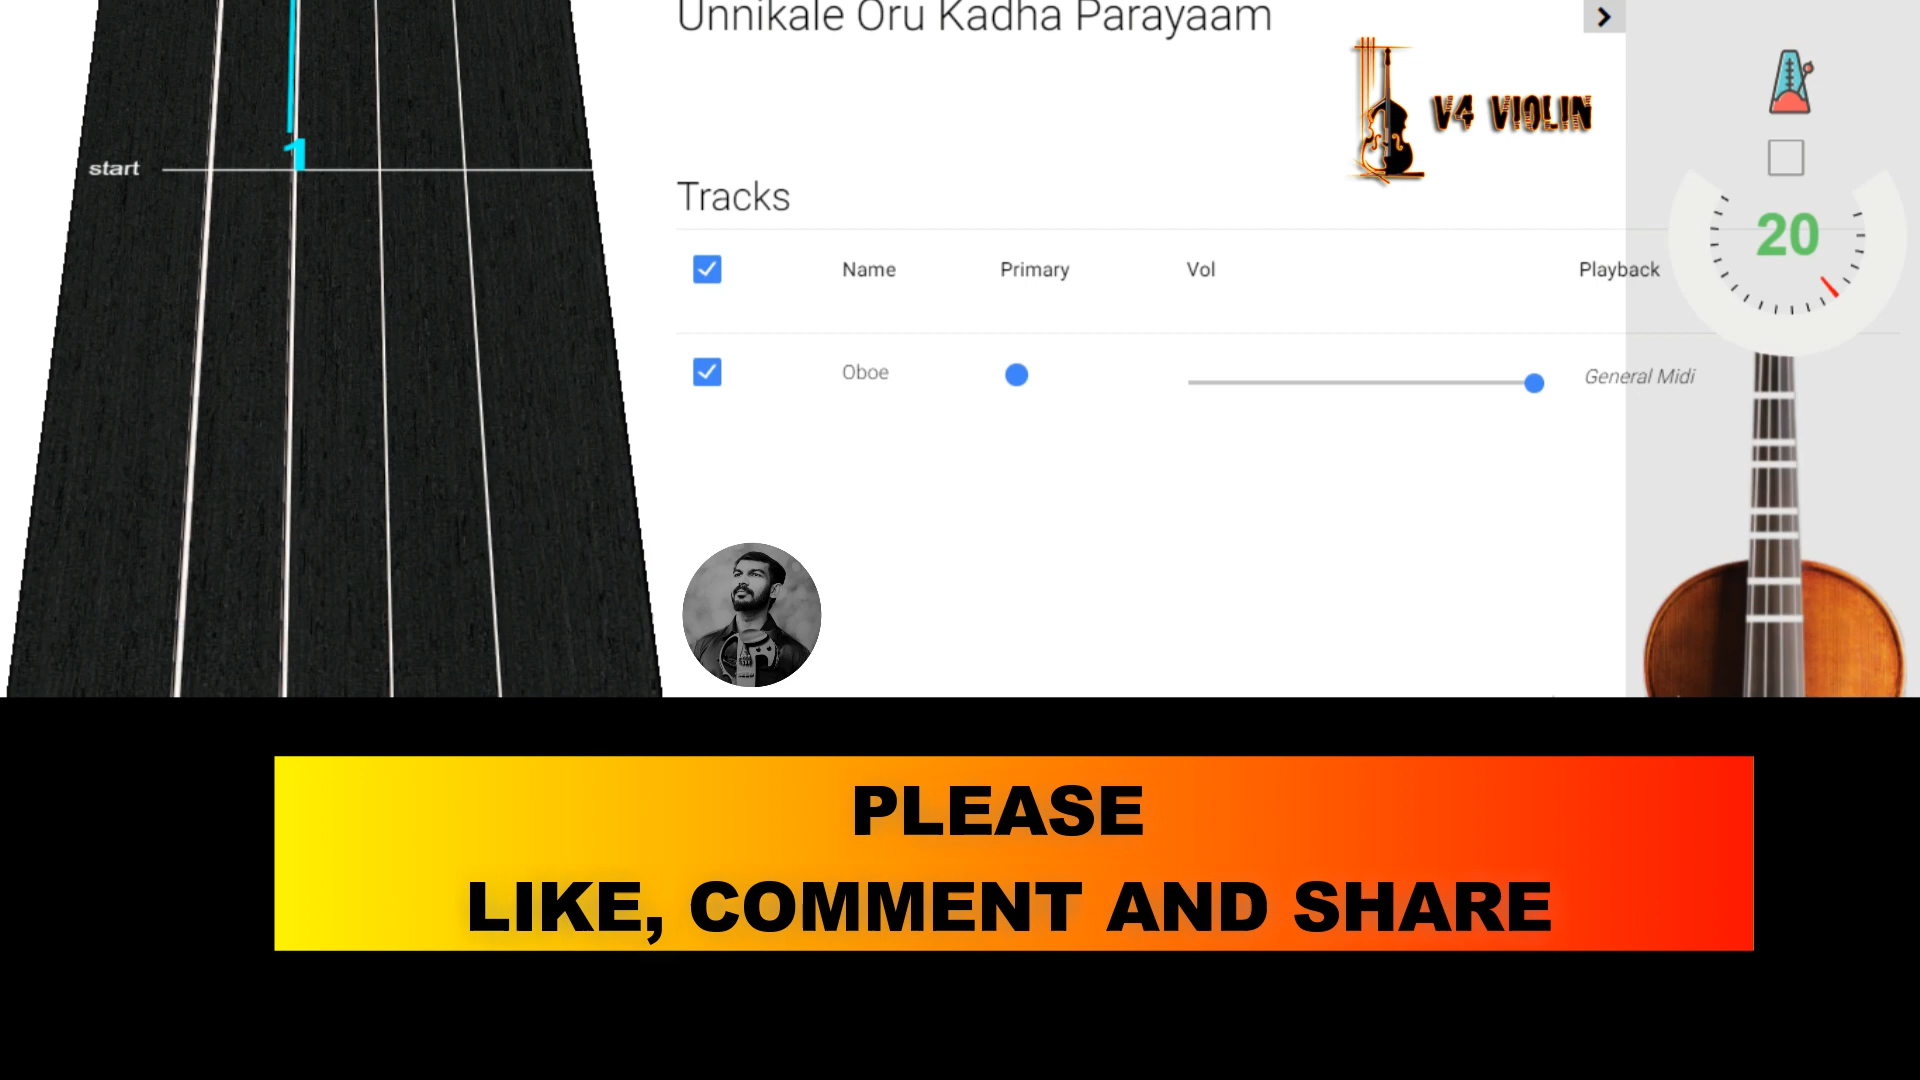 Unnikale Oru Kadha Parayaam
V4 VIOLIN
1
start
Tracks
20
Name Primary Vol Playback
Oboe General Midi
PLEASE
LIKE, COMMENT AND SHARE